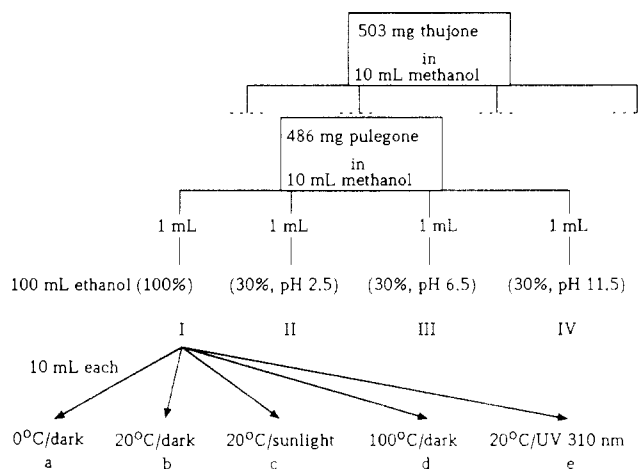 503 mg thujone
in
10 mL methanol
486 mg pulegone
in
10 mL methanol
1 mL 1 mL 1 mL 1 mL
100 mL ethanol (100%) (30%, pH 2.5) (30%, pH 6.5) (30%, pH 11.5)
I II III IV
10 mL each
0°C/dark 20°C/dark 20°C/sunlight 100°C/dark 20°C/UV 310 nm
a b c d e